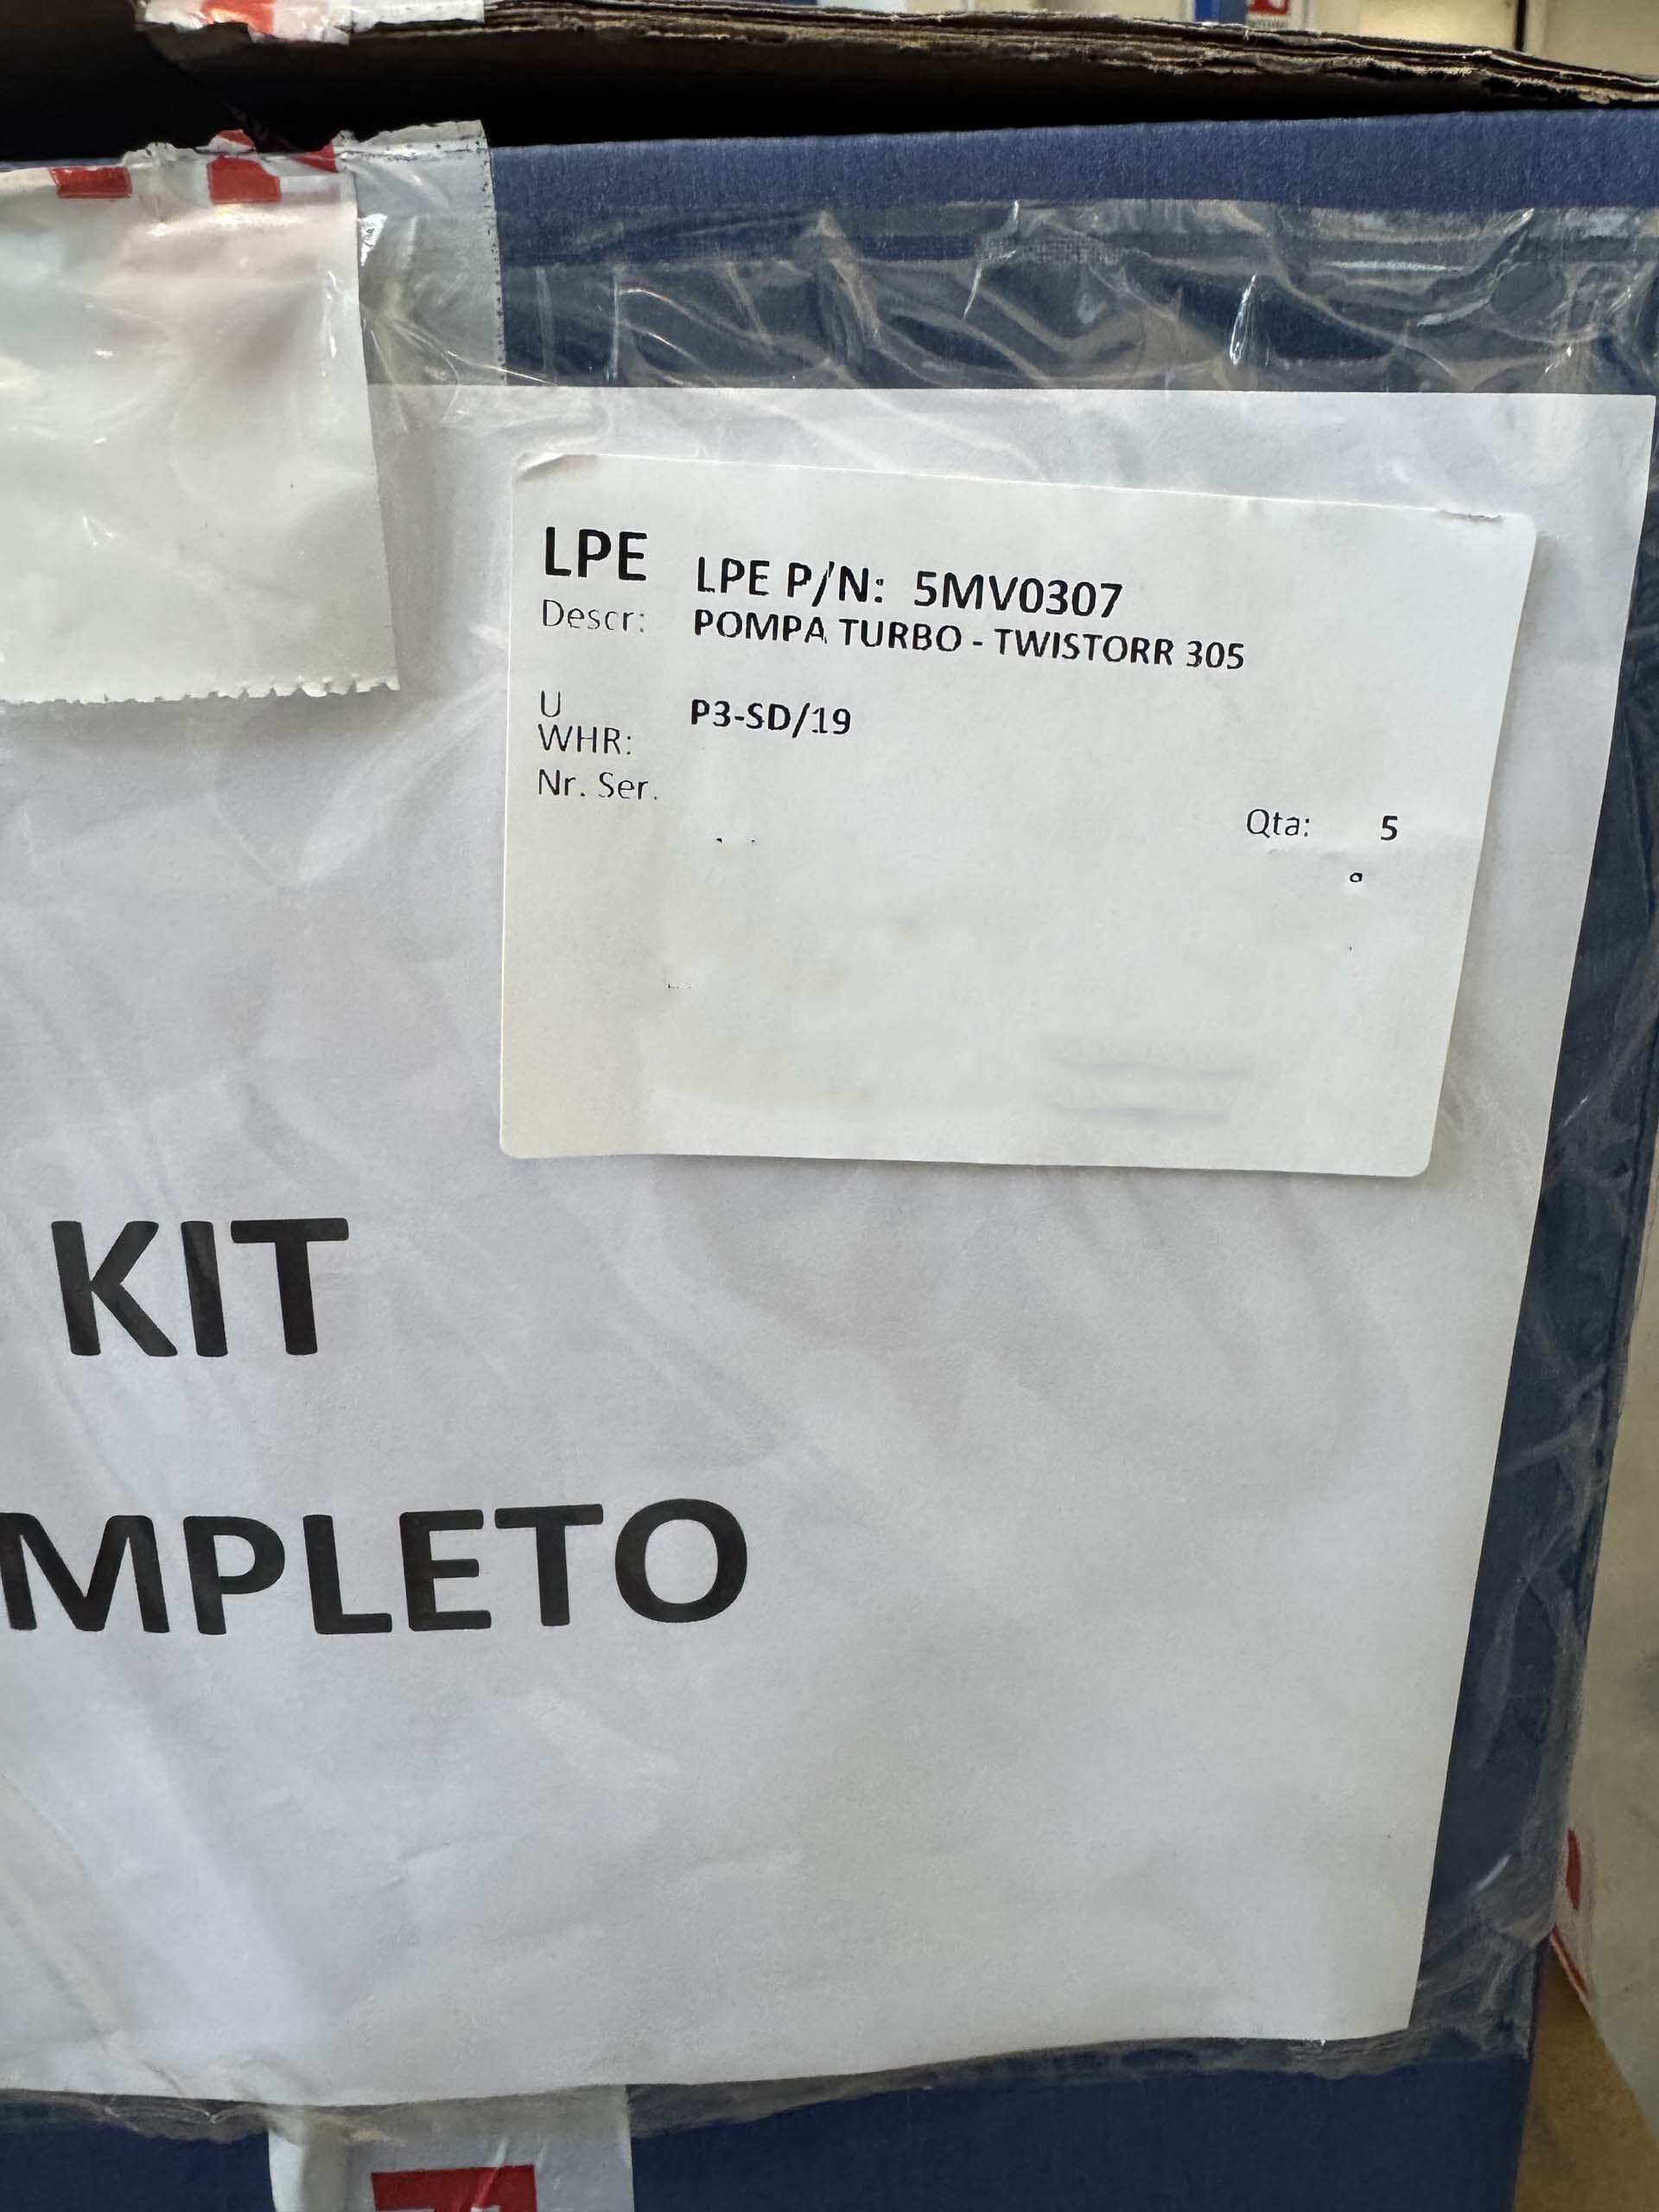 LPE LPE P/N: 5MV0307
Descr: POMPA TURBO - TWISTORR 305
U P3-SD/19
WHR:
Nr. Ser.
Qta: 5
KIT
MPLETO